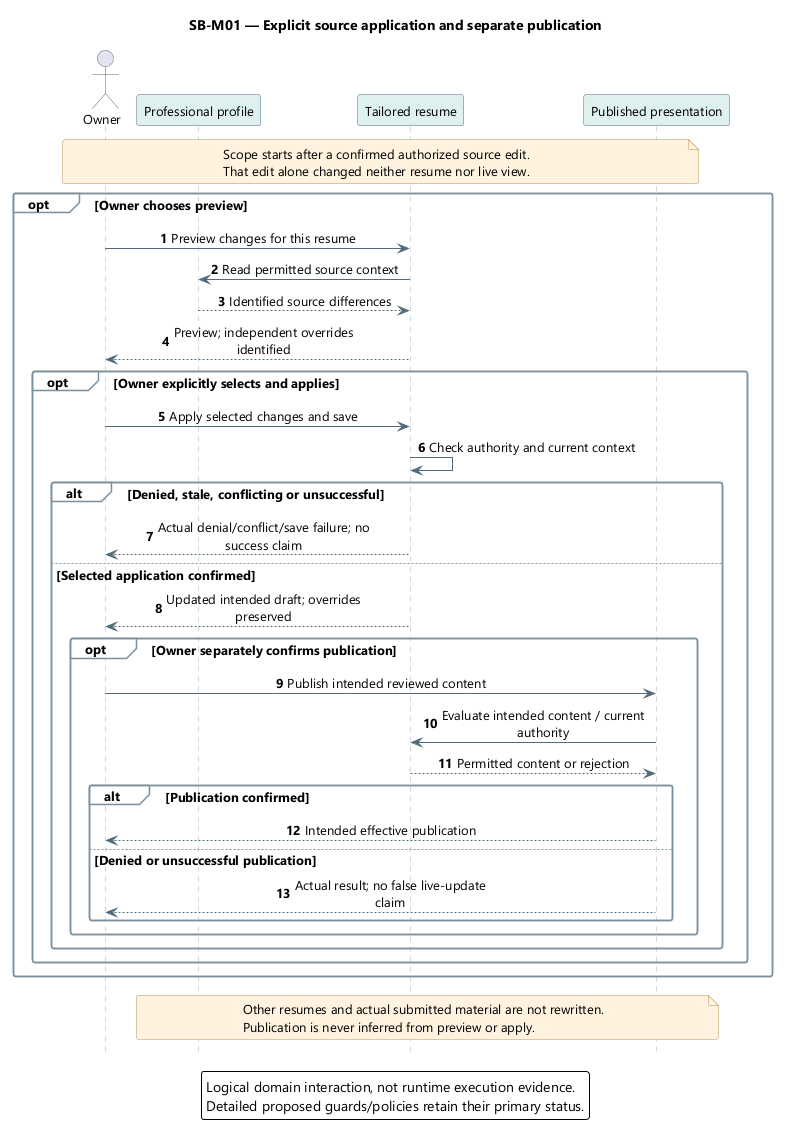 SB-M01 — Explicit source application and separate publication
Owner
Professional profile
Tailored resume
Published presentation
Scope starts after a confirmed authorized source edit.
That edit alone changed neither resume nor live view.
opt [Owner chooses preview]
1 Preview changes for this resume
2 Read permitted source context
3 Identified source differences
4 Preview; independent overrides
identified
opt [Owner explicitly selects and applies]
5 Apply selected changes and save
6 Check authority and current context
alt [Denied, stale, conflicting or unsuccessful]
7 Actual denial/conflict/save failure; no
success claim
[Selected application confirmed]
8 Updated intended draft; overrides
preserved
opt [Owner separately confirms publication]
9 Publish intended reviewed content
10 Evaluate intended content / current
authority
11 Permitted content or rejection
alt [Publication confirmed]
12 Intended effective publication
[Denied or unsuccessful publication]
13 Actual result; no false live-update
claim
Other resumes and actual submitted material are not rewritten.
Publication is never inferred from preview or apply.
Logical domain interaction, not runtime execution evidence.
Detailed proposed guards/policies retain their primary status.